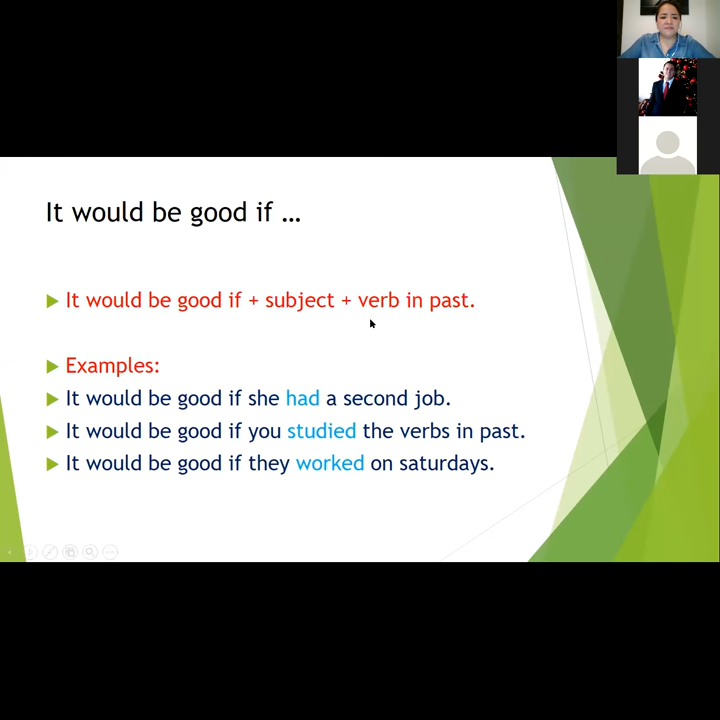 It would be good if ...
It would be good if + subject + verb in past.
Examples:
It would be good if she had a second job.
It would be good if you studied the verbs in past.
It would be good if they worked on saturdays.